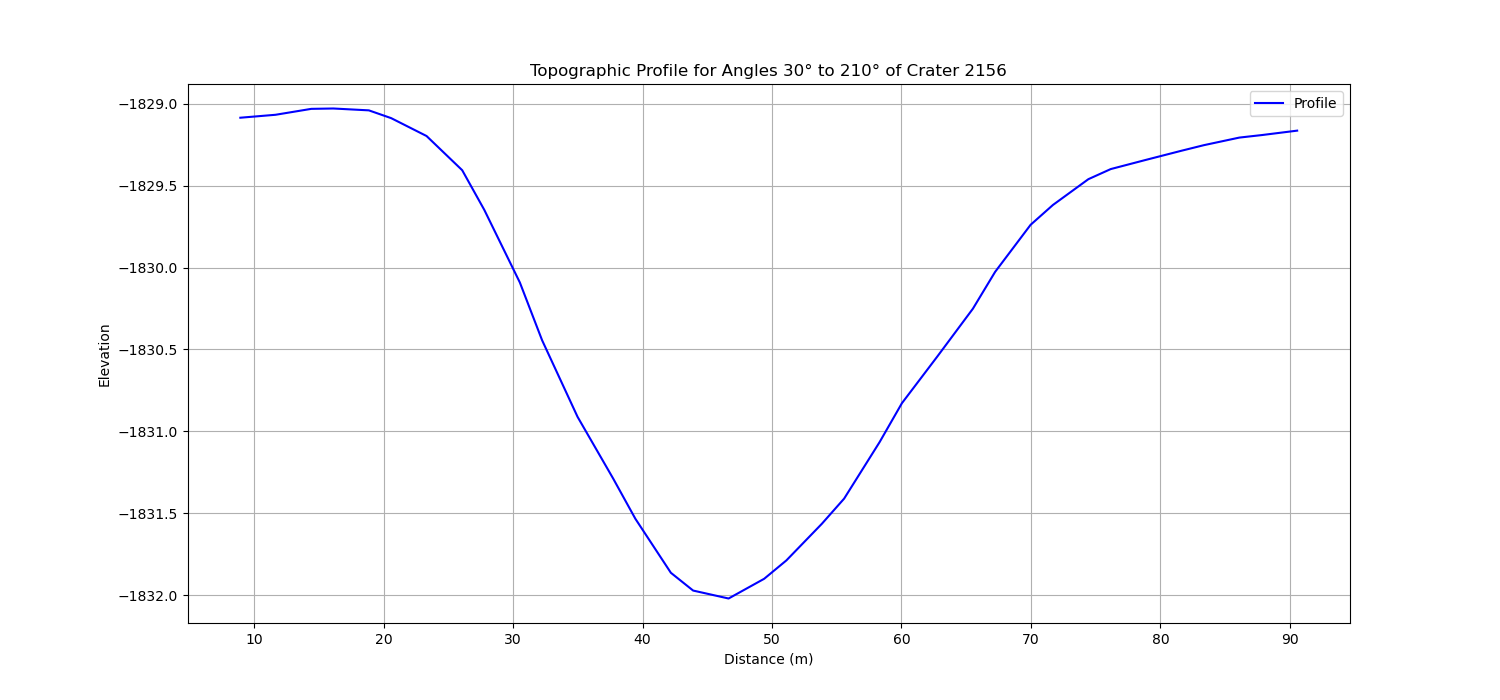 Topographic Profile for Angles 30° to 210° of Crater 2156
Profile
Elevation
−1829.0
−1829.5
−1830.0
−1830.5
−1831.0
−1831.5
−1832.0
10 20 30 40 50 60 70 80 90
Distance (m)